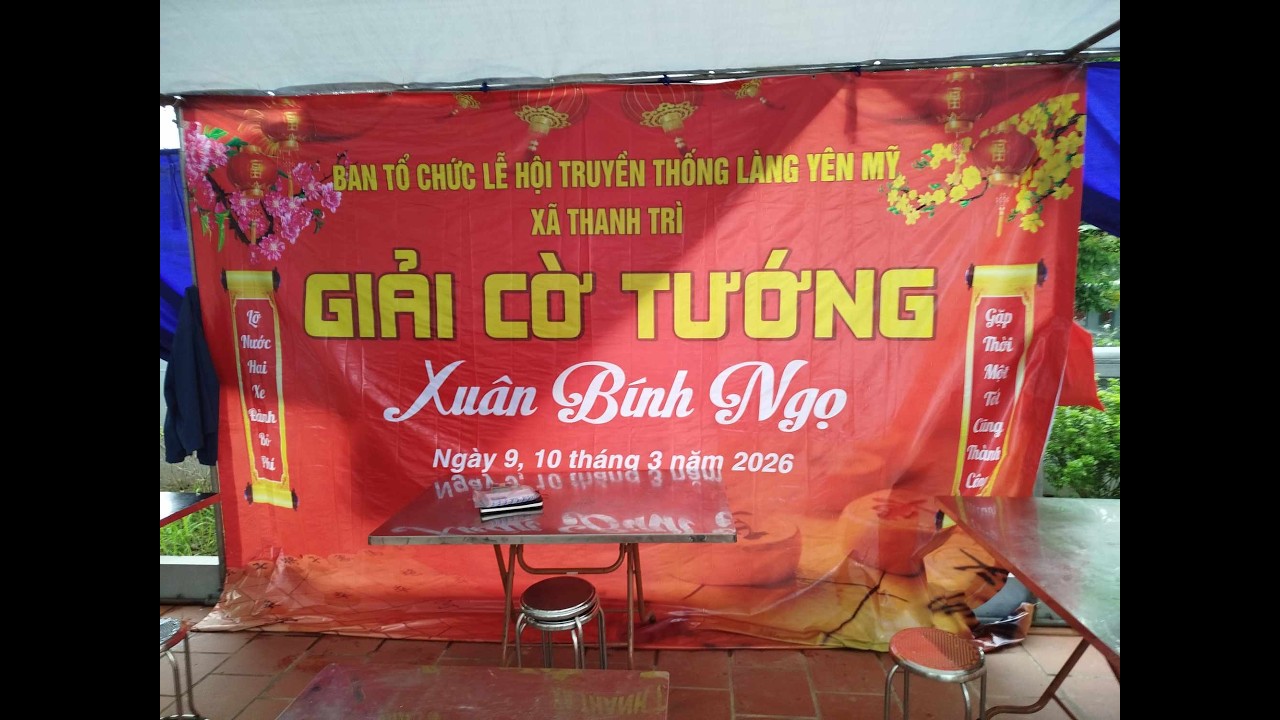 BAN TỔ CHỨC LỄ HỘI TRUYỀN THỐNG LÀNG YÊN MỸ
XÃ THANH TRÌ
GIẢI CỜ TƯỚNG
Xuân Bính Ngọ
Ngày 9, 10 tháng 3 năm 2026
Lỡ
Nước
Hai
Xe
Đành
Bỏ
Phí
Gặp
Thời
Một
Tốt
Cũng
Thành
Công